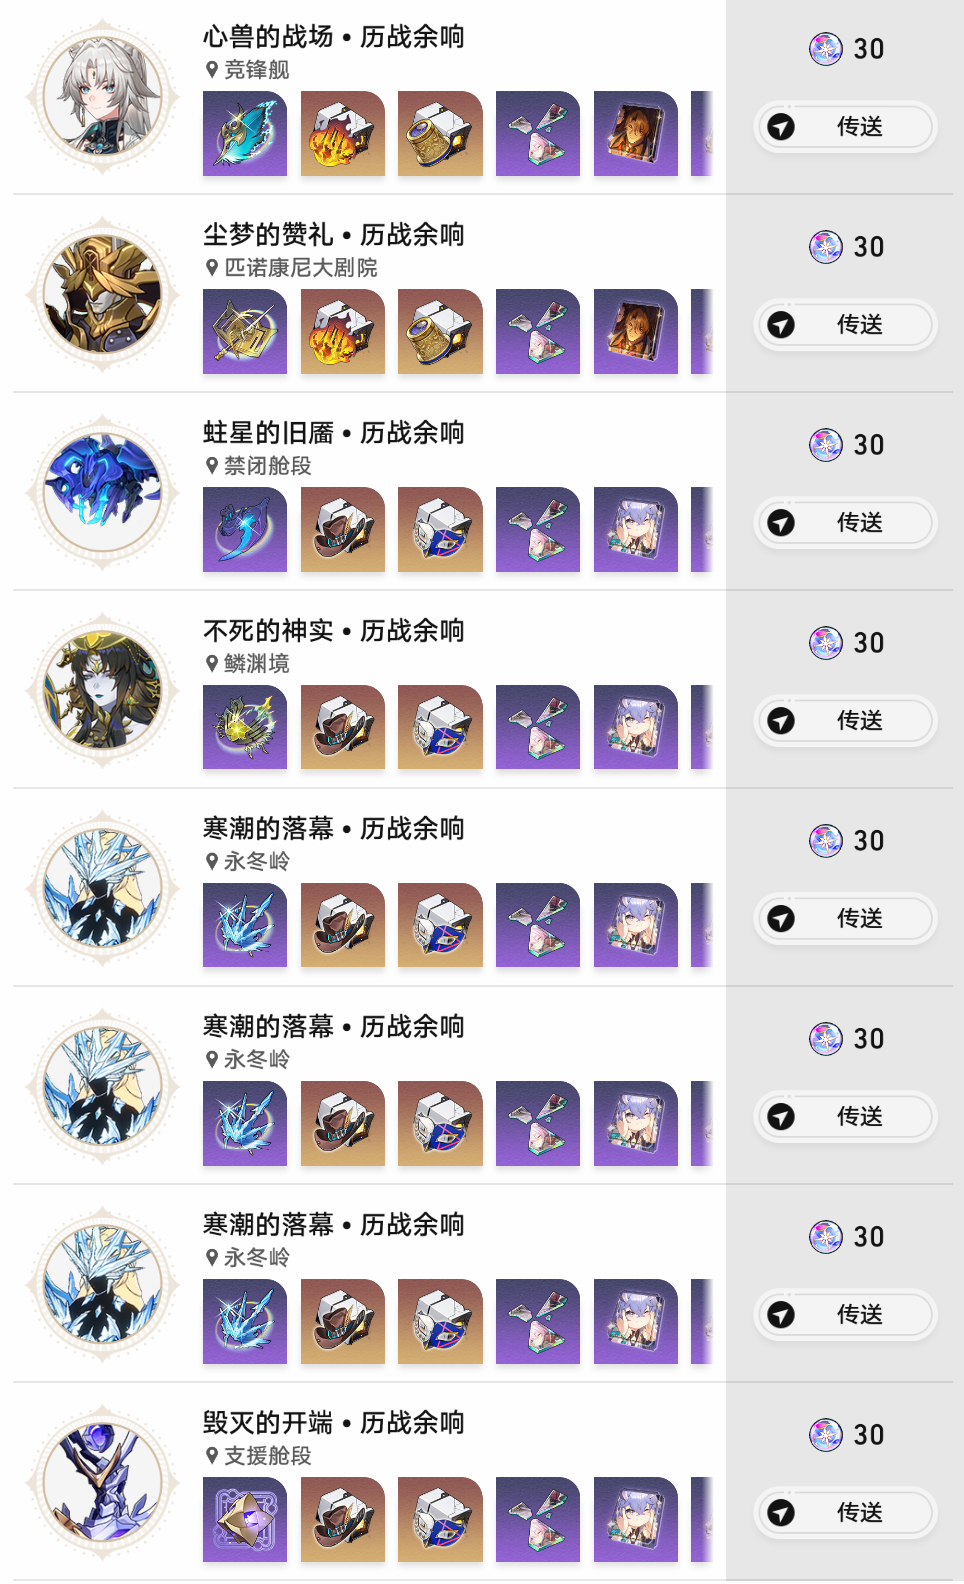 心兽的战场 • 历战余响
竞锋舰
30
传送
尘梦的赞礼 • 历战余响
匹诺康尼大剧院
30
传送
蛀星的旧靥 • 历战余响
禁闭舱段
30
传送
不死的神实 • 历战余响
鳞渊境
30
传送
寒潮的落幕 • 历战余响
永冬岭
30
传送
寒潮的落幕 • 历战余响
永冬岭
30
传送
寒潮的落幕 • 历战余响
永冬岭
30
传送
毁灭的开端 • 历战余响
支援舱段
30
传送